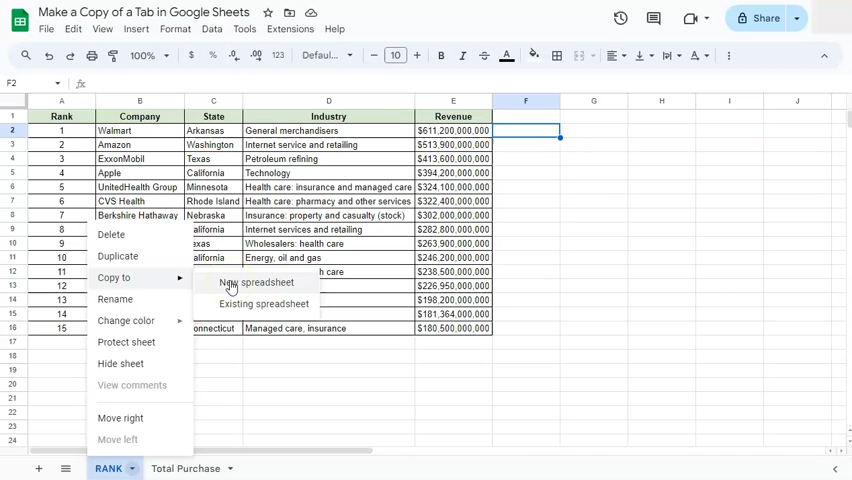 Make a Copy of a Tab in Google Sheets
File Edit View Insert Format Data Tools Extensions Help
Share
100% $ % .0 .00 123 Defaul... 10 B I A
F2 fx
A B C D E F G H I J
1 Rank Company State Industry Revenue
2 1 Walmart Arkansas General merchandisers $611,200,000,000
3 2 Amazon Washington Internet service and retailing $513,900,000,000
4 3 ExxonMobil Texas Petroleum refining $413,600,000,000
5 4 Apple California Technology $394,200,000,000
6 5 UnitedHealth Group Minnesota Health care: insurance and managed care $324,100,000,000
7 6 CVS Health Rhode Island Health care: pharmacy and other services $322,400,000,000
8 7 Berkshire Hathaway Nebraska Insurance: property and casualty (stock) $302,000,000,000
9 8 alifornia Internet services and retailing $282,800,000,000
10 9 exas Wholesalers: health care $263,900,000,000
11 10 alifornia Energy, oil and gas $246,200,000,000
12 11 h care $238,500,000,000
13 12 $226,950,000,000
14 13 $198,200,000,000
15 14 $181,364,000,000
16 15 onnecticut Managed care, insurance $180,500,000,000
17
18
19
20
21
22
23
24
Delete
Duplicate
Copy to
Rename
Change color
Protect sheet
Hide sheet
View comments
Move right
Move left
New spreadsheet
Existing spreadsheet
RANK Total Purchase